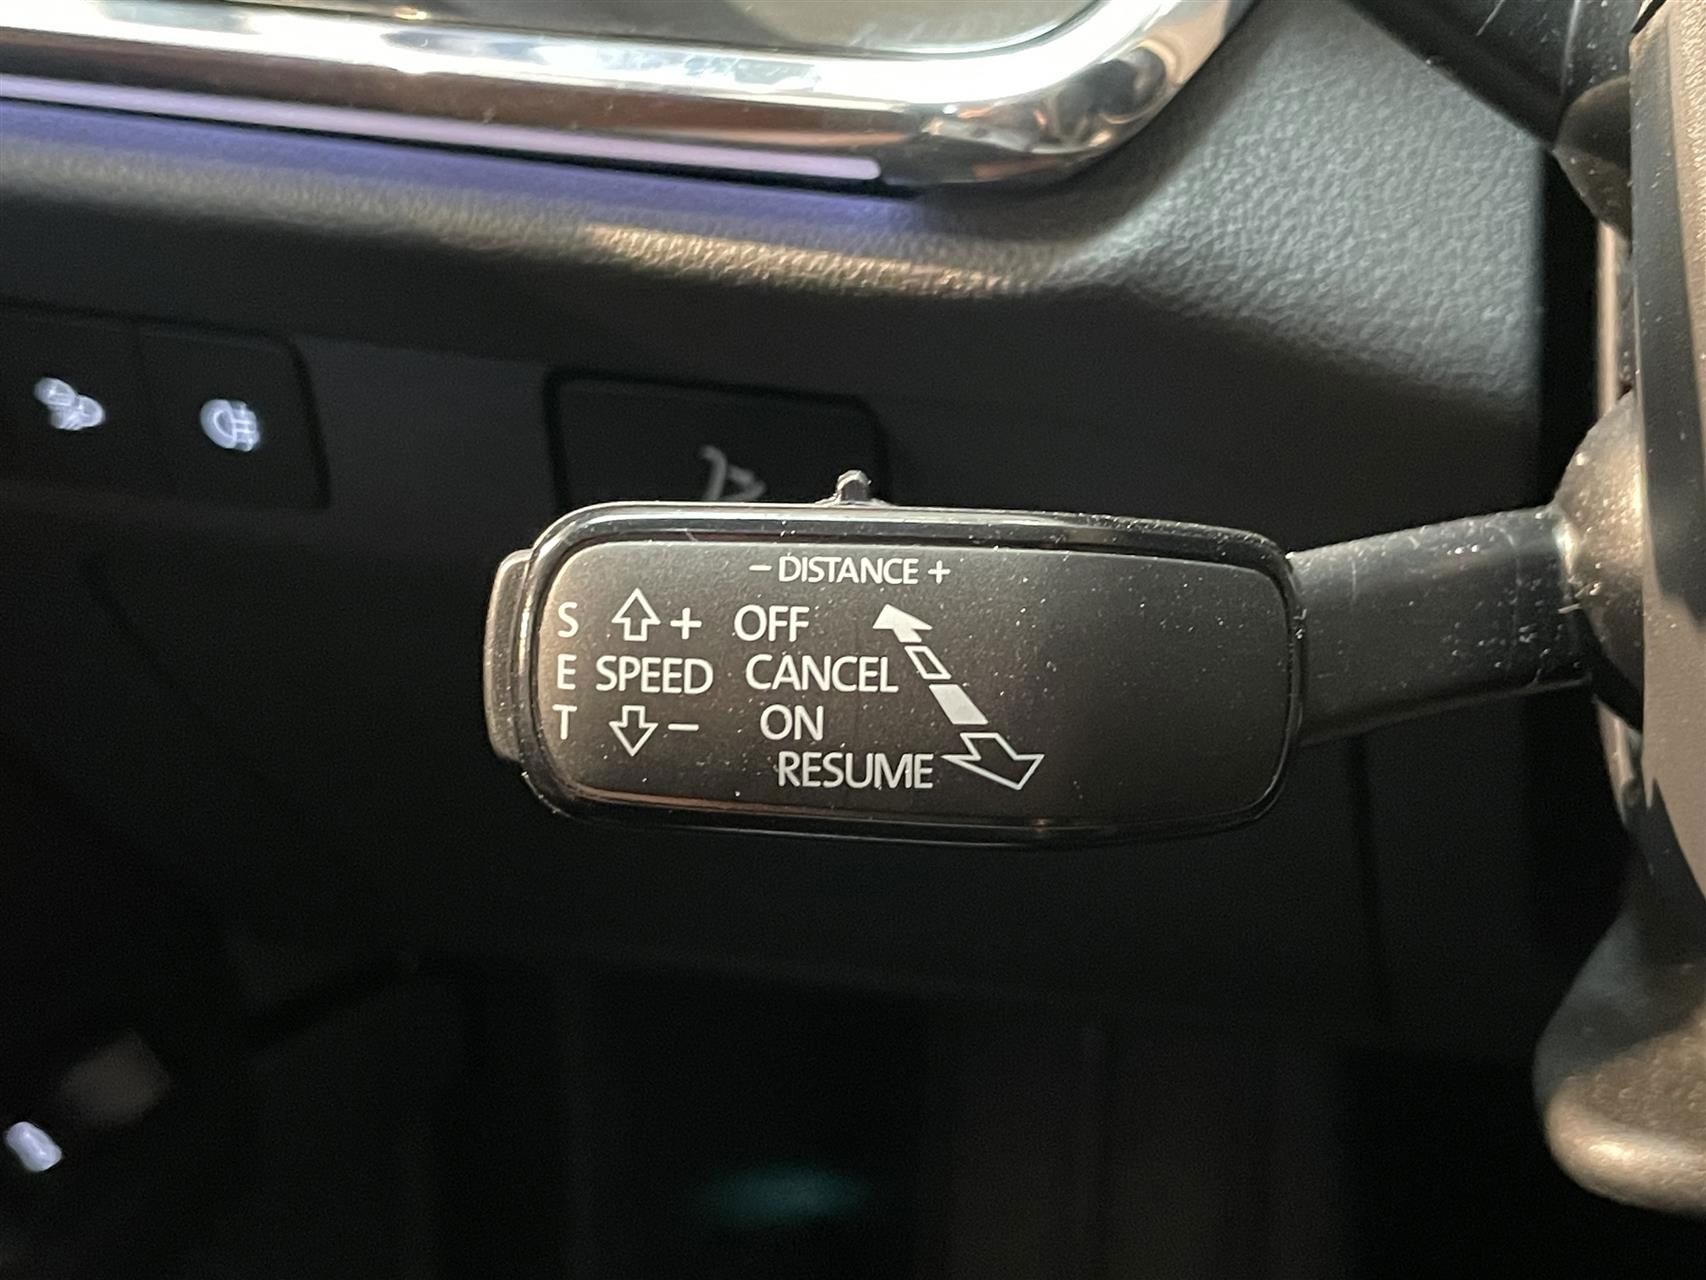 - DISTANCE +
S + OFF
E SPEED CANCEL
T - ON
RESUME